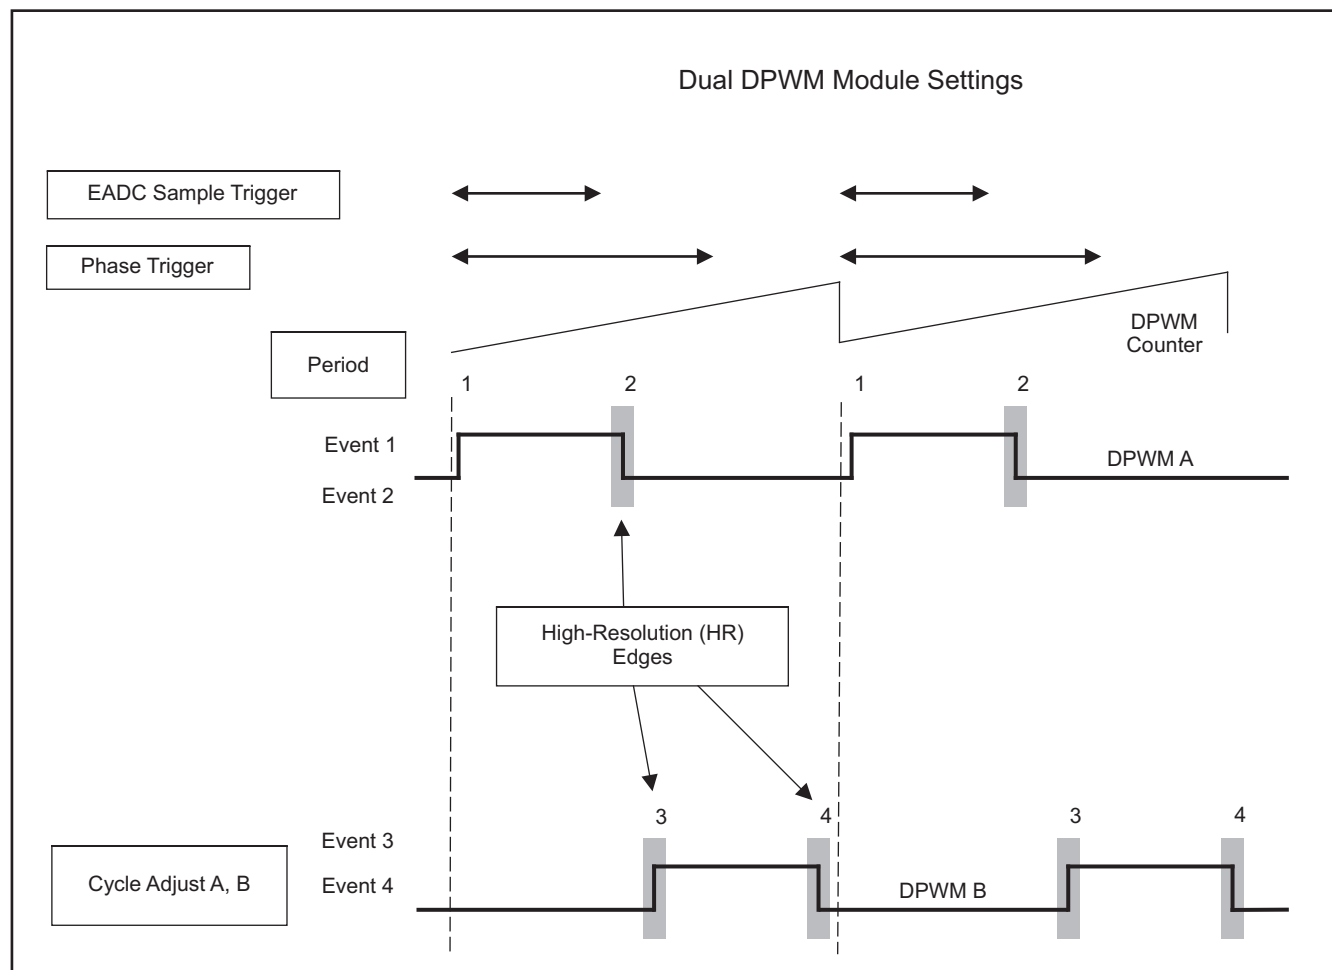 Dual DPWM Module Settings
EADC Sample Trigger
Phase Trigger
DPWM
Counter
Period
1 2 1 2
Event 1
DPWM A
Event 2
High-Resolution (HR)
Edges
3 4 3 4
Event 3
Cycle Adjust A, B
Event 4
DPWM B